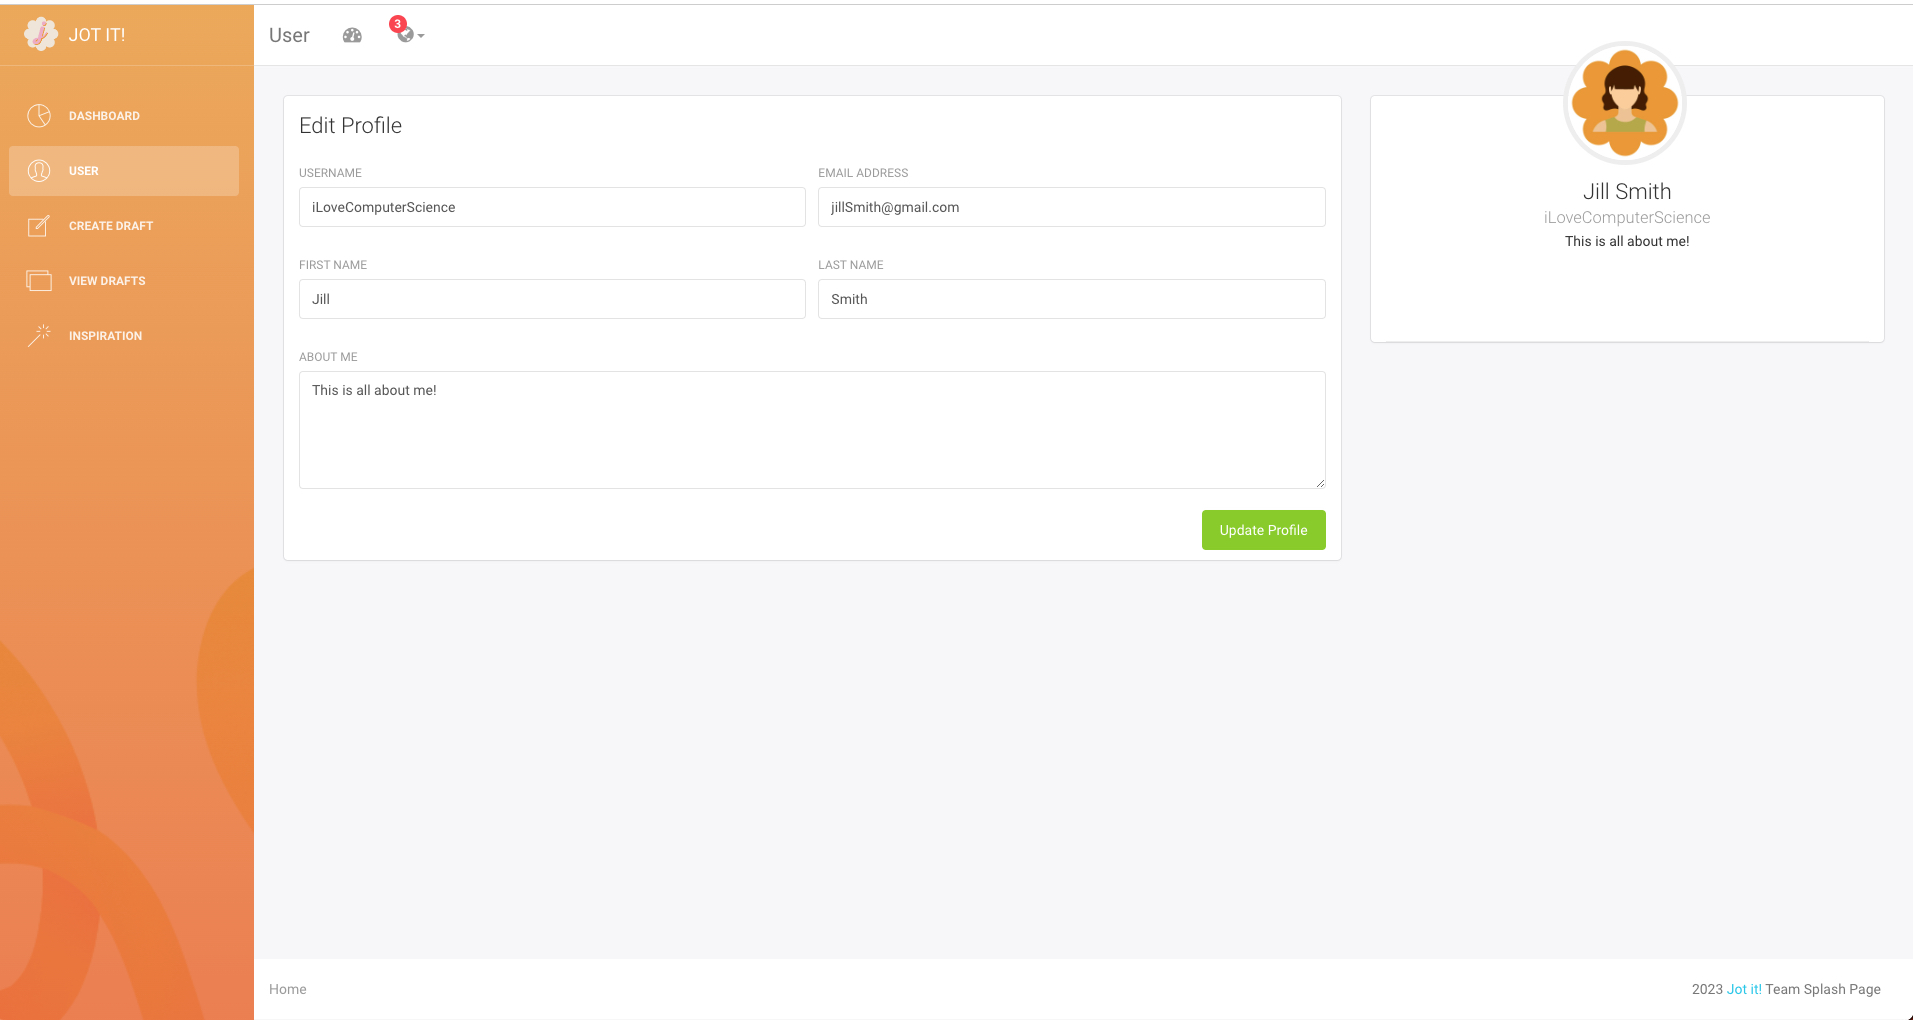 JOT IT!
DASHBOARD
USER
CREATE DRAFT
VIEW DRAFTS
INSPIRATION
User
3
Edit Profile
USERNAME
iLoveComputerScience
EMAIL ADDRESS
jillSmith@gmail.com
FIRST NAME
Jill
LAST NAME
Smith
ABOUT ME
This is all about me!
Update Profile
Jill Smith
iLoveComputerScience
This is all about me!
Home
2023 Jot it! Team Splash Page